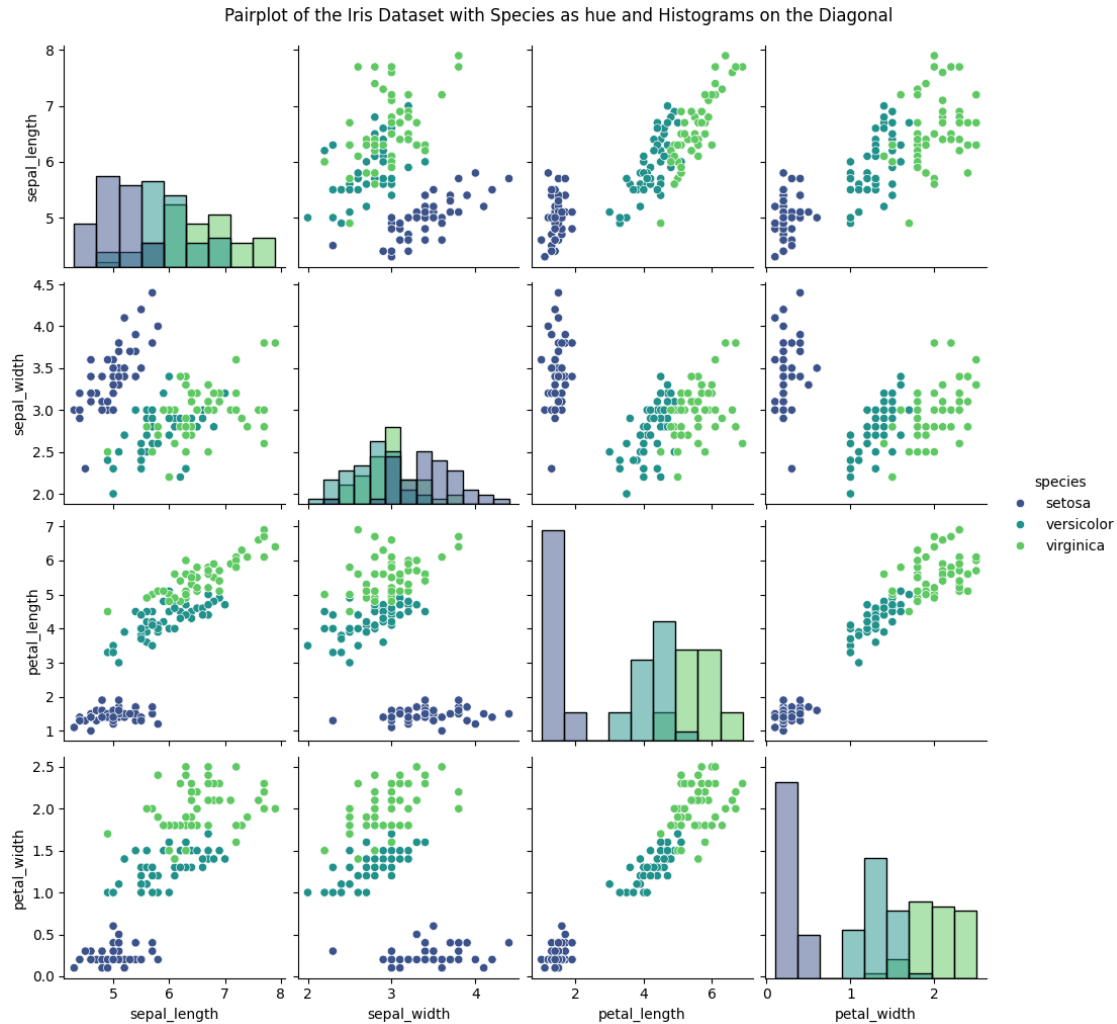 Pairplot of the Iris Dataset with Species as hue and Histograms on the Diagonal
8
7
6
5
sepal_length
4.5
4.0
3.5
3.0
2.5
2.0
sepal_width
species
setosa
versicolor
virginica
7
6
5
4
3
2
1
petal_length
2.5
2.0
1.5
1.0
0.5
0.0
petal_width
5 6 7 8
sepal_length
2 3 4
sepal_width
2 4 6
petal_length
0 1 2
petal_width